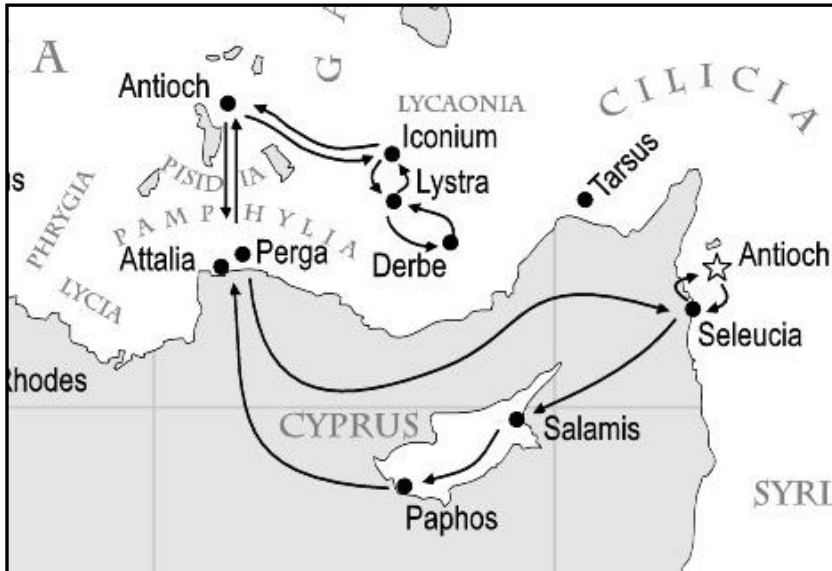 A
G A
Antioch
LYCAONIA
CILICIA
Iconium
Tarsus
PISIDIA
Lystra
PHRYGIA
PAMPHYLIA
Perga
Attalia
Derbe
Antioch
LYCIA
Seleucia
Rhodes
CYPRUS
Salamis
Paphos